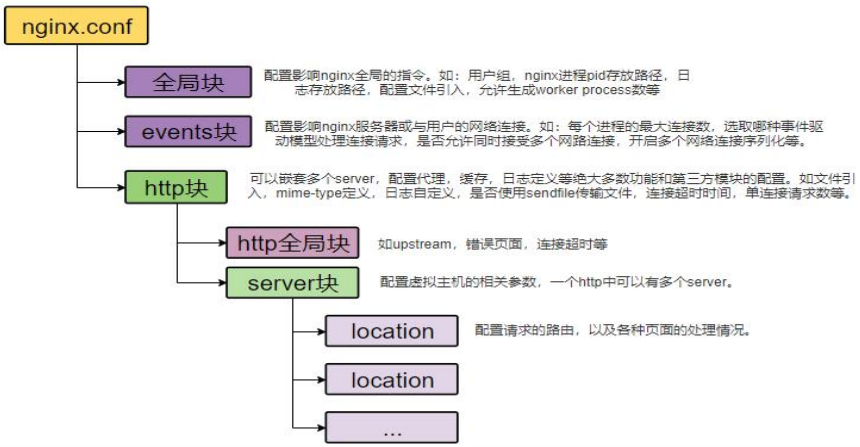 nginx.conf
全局块
配置影响nginx全局的指令。如：用户组，nginx进程pid存放路径，日
志存放路径，配置文件引入，允许生成worker process数等
events块
配置影响nginx服务器或与用户的网络连接。如：每个进程的最大连接数，选取哪种事件驱
动模型处理连接请求，是否允许同时接受多个网路连接，开启多个网络连接序列化等。
http块
可以嵌套多个server，配置代理，缓存，日志定义等绝大多数功能和第三方模块的配置。如文件引
入，mime-type定义，日志自定义，是否使用sendfile传输文件，连接超时时间，单连接请求数等。
http全局块
如upstream，错误页面，连接超时等
server块
配置虚拟主机的相关参数，一个http中可以有多个server。
location
配置请求的路由，以及各种页面的处理情况。
location
...